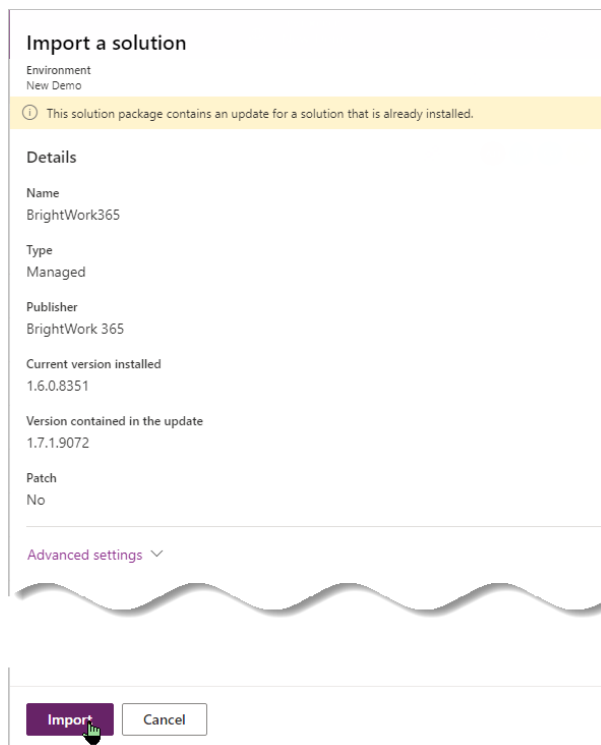 Import a solution
Environment
New Demo
This solution package contains an update for a solution that is already installed.
Details
Name
BrightWork365
Type
Managed
Publisher
BrightWork 365
Current version installed
1.6.0.8351
Version contained in the update
1.7.1.9072
Patch
No
Advanced settings
Import
Cancel